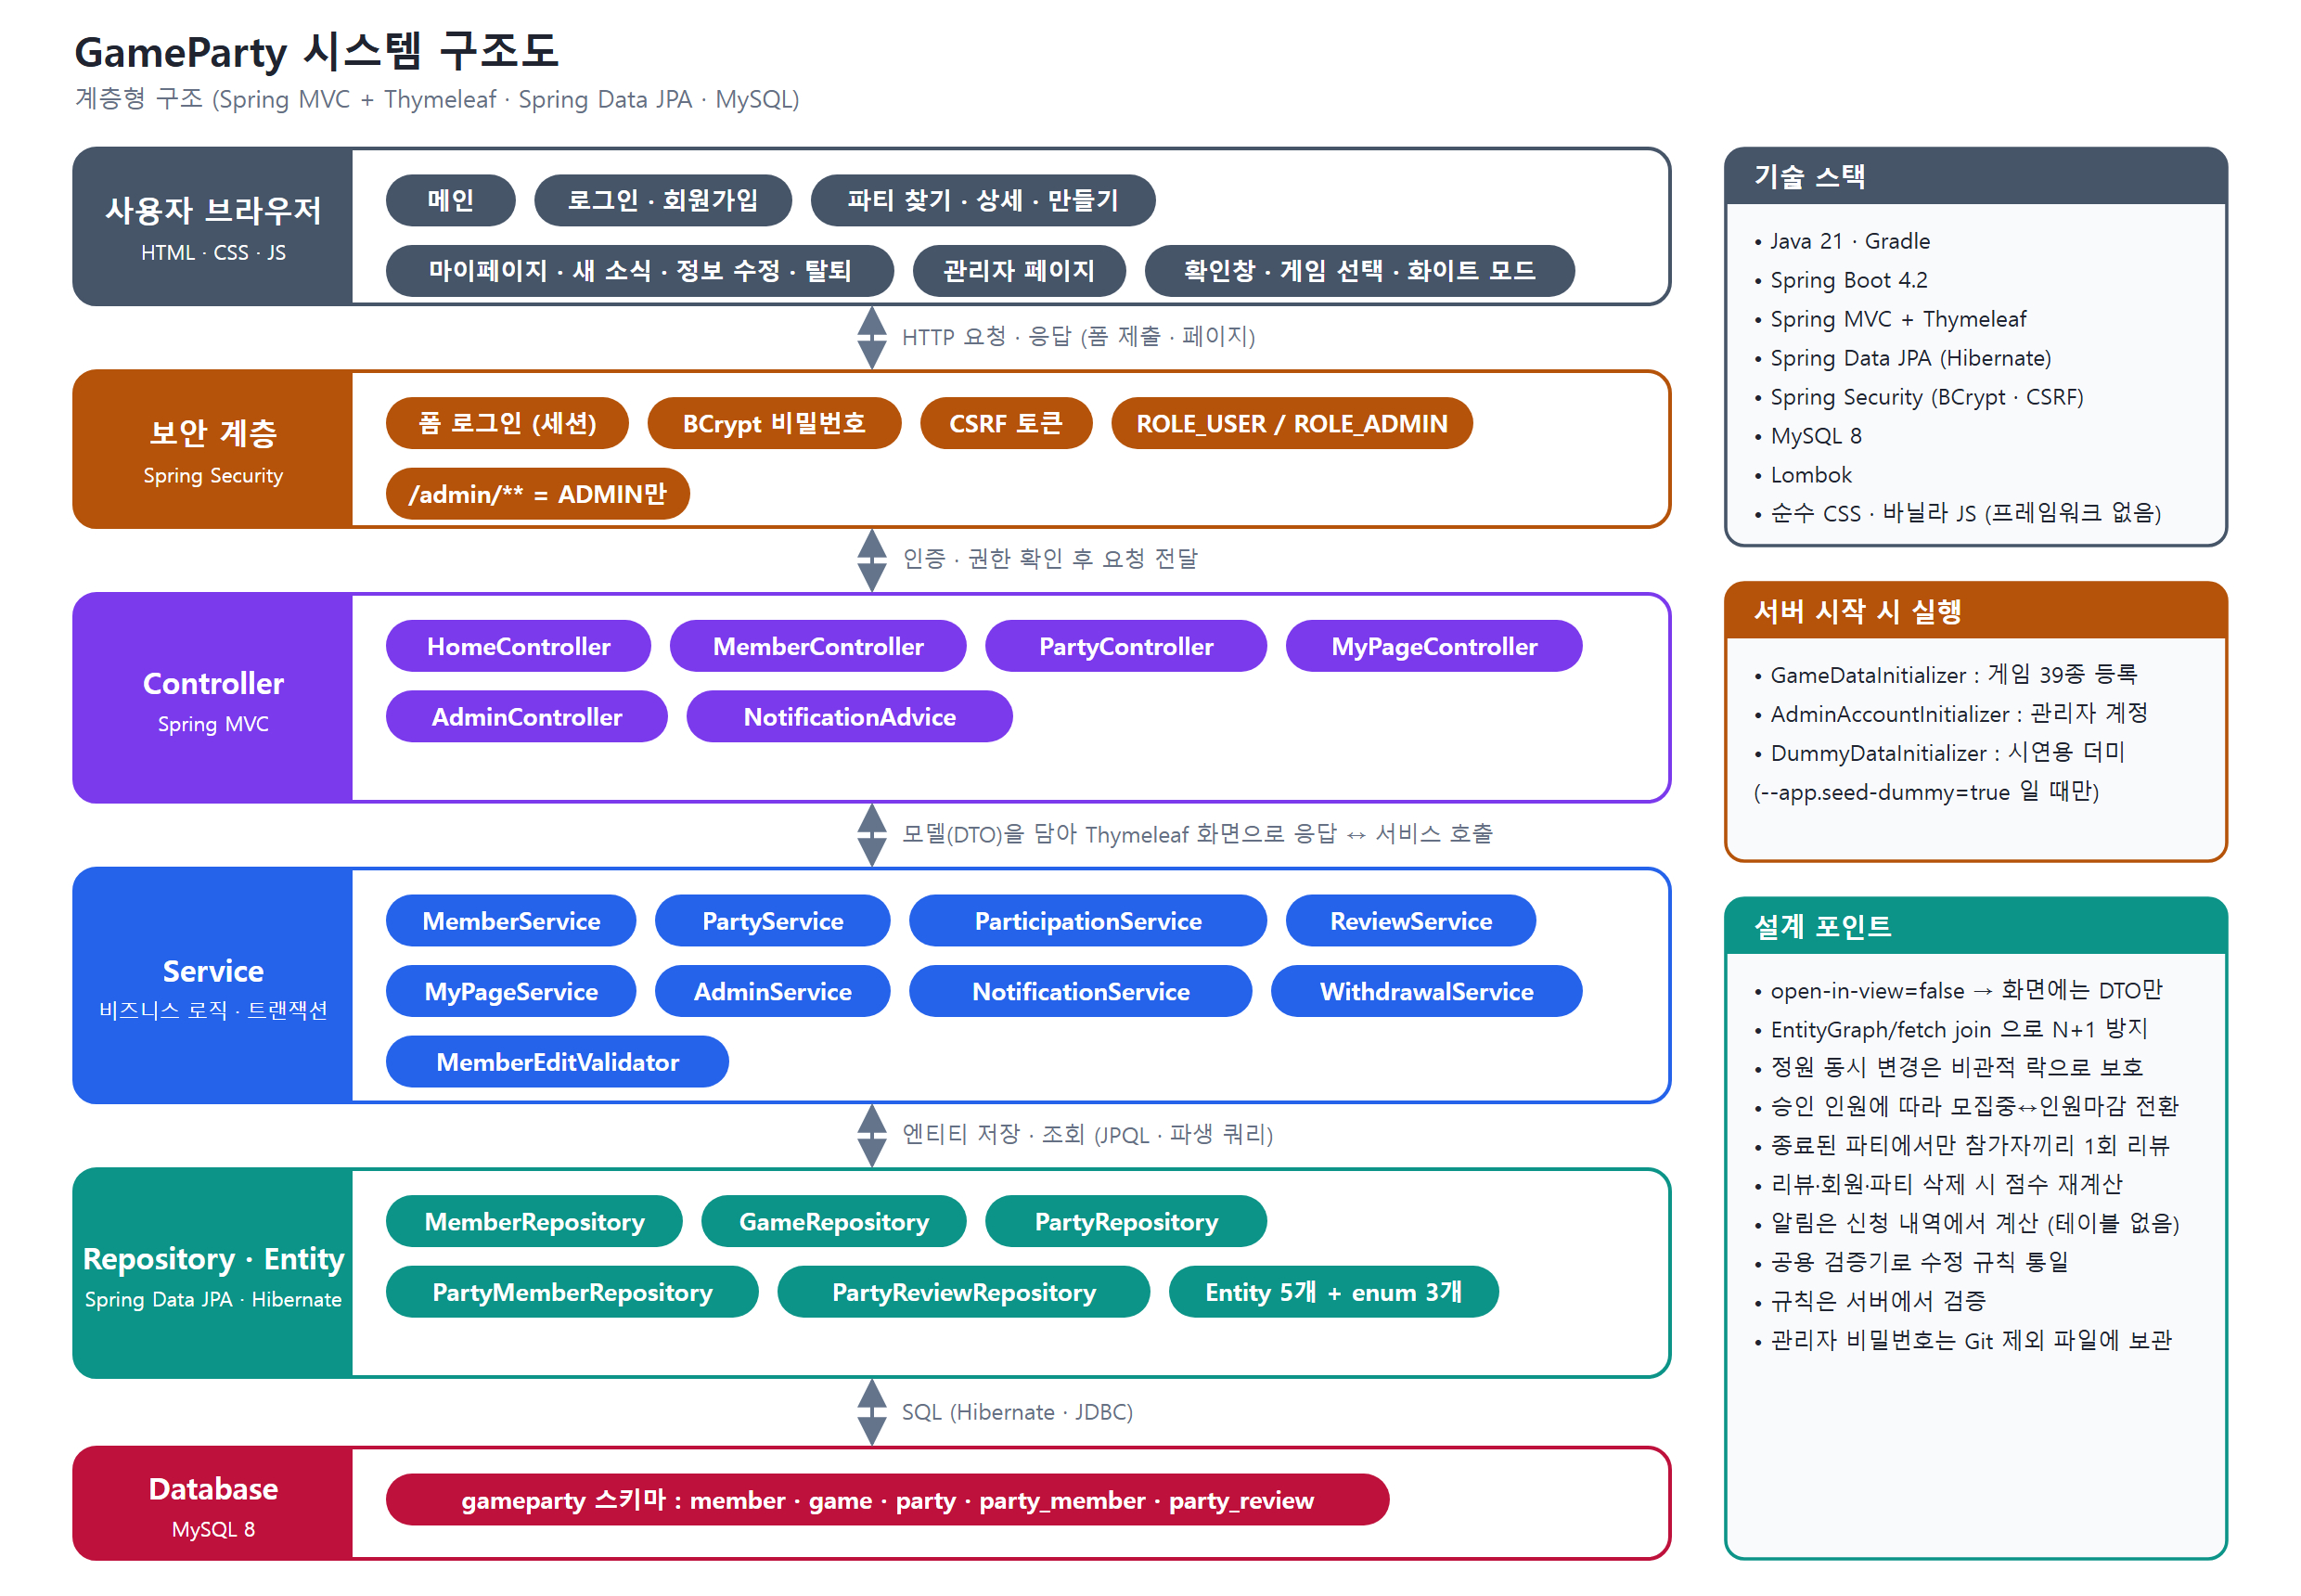 GameParty 시스템 구조도
계층형 구조 (Spring MVC + Thymeleaf · Spring Data JPA · MySQL)
사용자 브라우저
HTML · CSS · JS
메인
로그인 · 회원가입
파티 찾기 · 상세 · 만들기
마이페이지 · 새 소식 · 정보 수정 · 탈퇴
관리자 페이지
확인창 · 게임 선택 · 화이트 모드
HTTP 요청 · 응답 (폼 제출 · 페이지)
보안 계층
Spring Security
폼 로그인 (세션)
BCrypt 비밀번호
CSRF 토큰
ROLE_USER / ROLE_ADMIN
/admin/** = ADMIN만
인증 · 권한 확인 후 요청 전달
Controller
Spring MVC
HomeController
MemberController
PartyController
MyPageController
AdminController
NotificationAdvice
모델(DTO)을 담아 Thymeleaf 화면으로 응답 ↔ 서비스 호출
Service
비즈니스 로직 · 트랜잭션
MemberService
PartyService
ParticipationService
ReviewService
MyPageService
AdminService
NotificationService
WithdrawalService
MemberEditValidator
엔티티 저장 · 조회 (JPQL · 파생 쿼리)
Repository · Entity
Spring Data JPA · Hibernate
MemberRepository
GameRepository
PartyRepository
PartyMemberRepository
PartyReviewRepository
Entity 5개 + enum 3개
SQL (Hibernate · JDBC)
Database
MySQL 8
gameparty 스키마 : member · game · party · party_member · party_review
기술 스택
• Java 21 · Gradle
• Spring Boot 4.2
• Spring MVC + Thymeleaf
• Spring Data JPA (Hibernate)
• Spring Security (BCrypt · CSRF)
• MySQL 8
• Lombok
• 순수 CSS · 바닐라 JS (프레임워크 없음)
서버 시작 시 실행
• GameDataInitializer : 게임 39종 등록
• AdminAccountInitializer : 관리자 계정
• DummyDataInitializer : 시연용 더미
(--app.seed-dummy=true 일 때만)
설계 포인트
• open-in-view=false → 화면에는 DTO만
• EntityGraph/fetch join 으로 N+1 방지
• 정원 동시 변경은 비관적 락으로 보호
• 승인 인원에 따라 모집중↔인원마감 전환
• 종료된 파티에서만 참가자끼리 1회 리뷰
• 리뷰·회원·파티 삭제 시 점수 재계산
• 알림은 신청 내역에서 계산 (테이블 없음)
• 공용 검증기로 수정 규칙 통일
• 규칙은 서버에서 검증
• 관리자 비밀번호는 Git 제외 파일에 보관